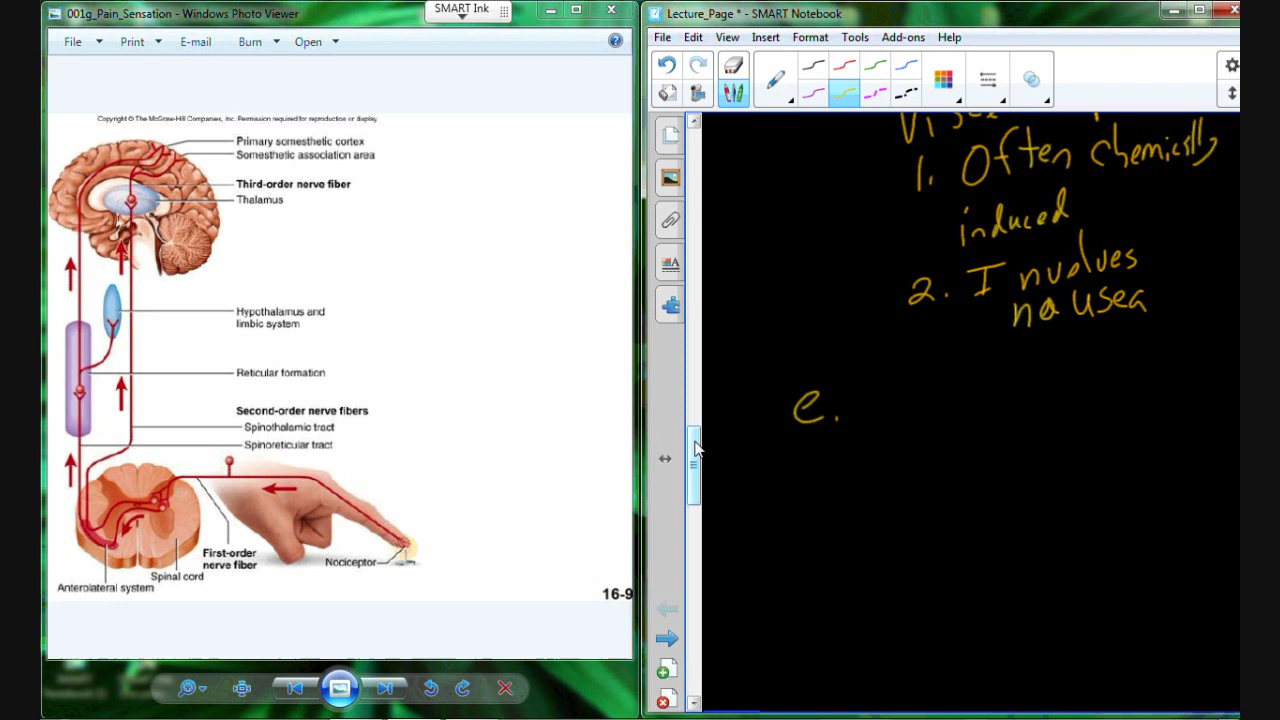 001g_Pain_Sensation - Windows Photo Viewer
SMART Ink
File Print E-mail Burn Open
Copyright © The McGraw-Hill Companies, Inc. Permission required for reproduction or display.
Primary somesthetic cortex
Somesthetic association area
Third-order nerve fiber
Thalamus
Hypothalamus and
limbic system
Reticular formation
Second-order nerve fibers
Spinothalamic tract
Spinoreticular tract
First-order
nerve fiber
Nociceptor
Spinal cord
Anterolateral system
16-9
Lecture_Page * - SMART Notebook
File Edit View Insert Format Tools Add-ons Help
1. Often chemically
induced
2. Involves
nausea
e.